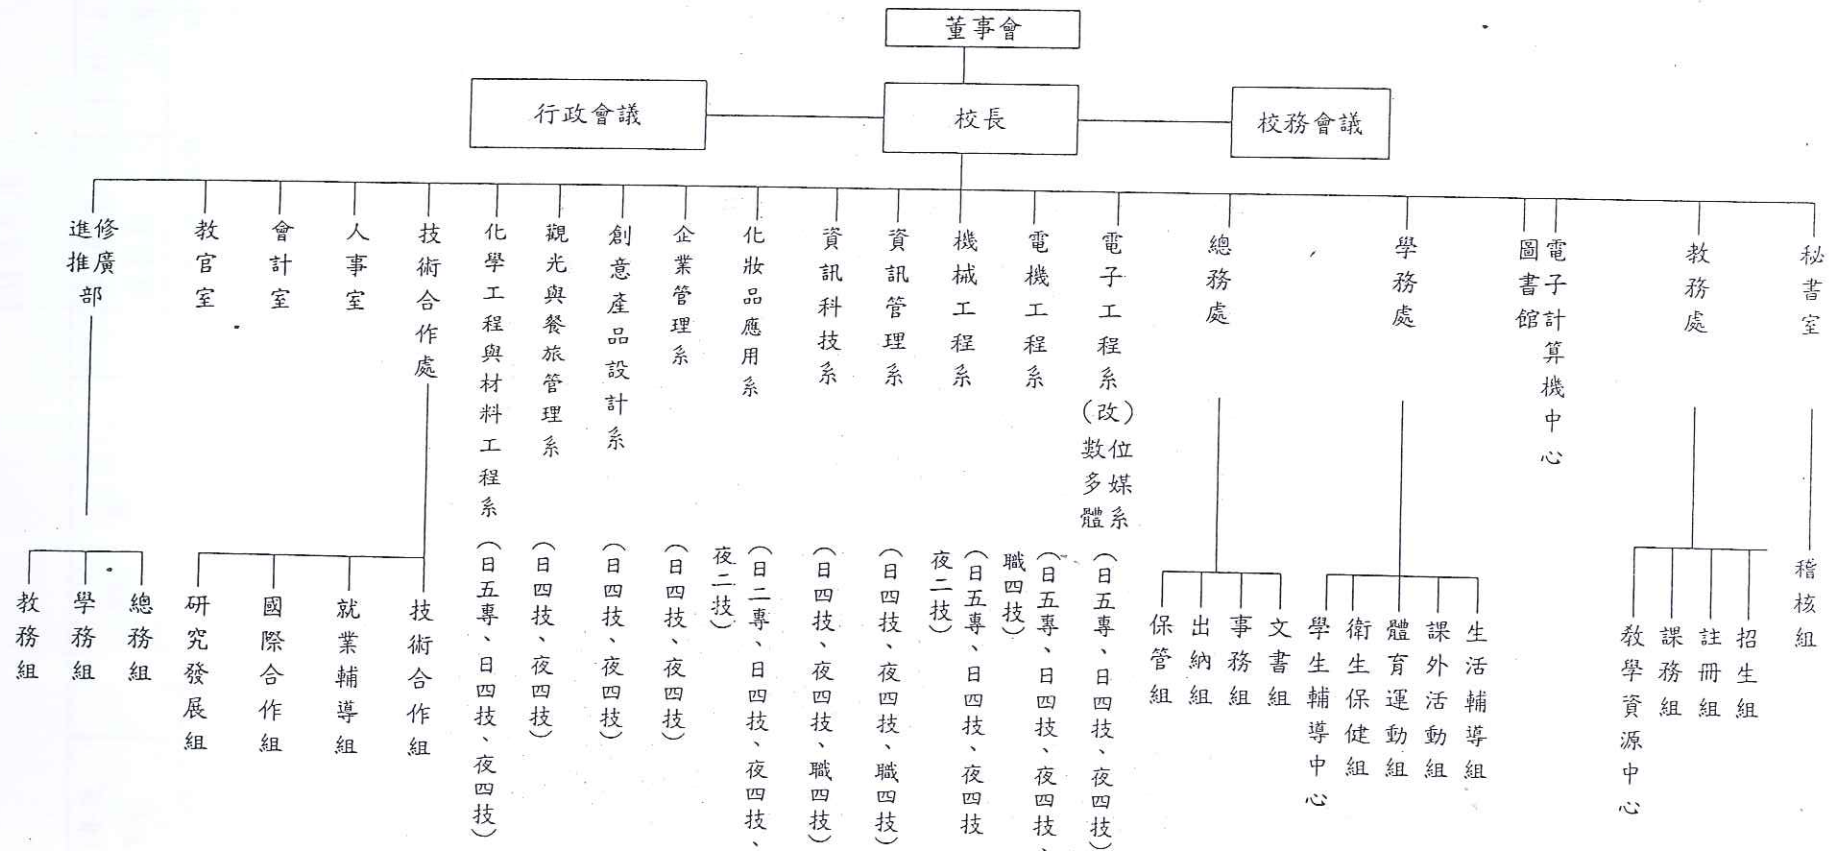 董事會
行政會議
校長
校務會議
秘書室
稽核組
教務處
招生組
註冊組
課務組
教學資源中心
電子計算機中心
圖書館
學務處
生活輔導組
課外活動組
體育運動組
衛生保健組
學生輔導中心
總務處
文書組
事務組
出納組
保管組
電子工程系
(改)
數位
多媒
體系
(日五專、日四技、夜四技)
電機工程系
(日五專、日四技、夜四技、
職四技)
機械工程系
(日五專、日四技、夜四技
夜二技)
資訊管理系
(日四技、夜四技、職四技)
資訊科技系
(日四技、夜四技、職四技)
化妝品應用系
(日二專、日四技、夜四技、
夜二技)
企業管理系
(日四技、夜四技)
創意產品設計系
(日四技、夜四技)
觀光與餐旅管理系
(日四技、夜四技)
化學工程與材料工程系
(日五專、日四技、夜四技)
技術合作處
技術合作組
就業輔導組
國際合作組
研究發展組
人事室
會計室
教官室
進修
推廣
部
總務組
學務組
教務組